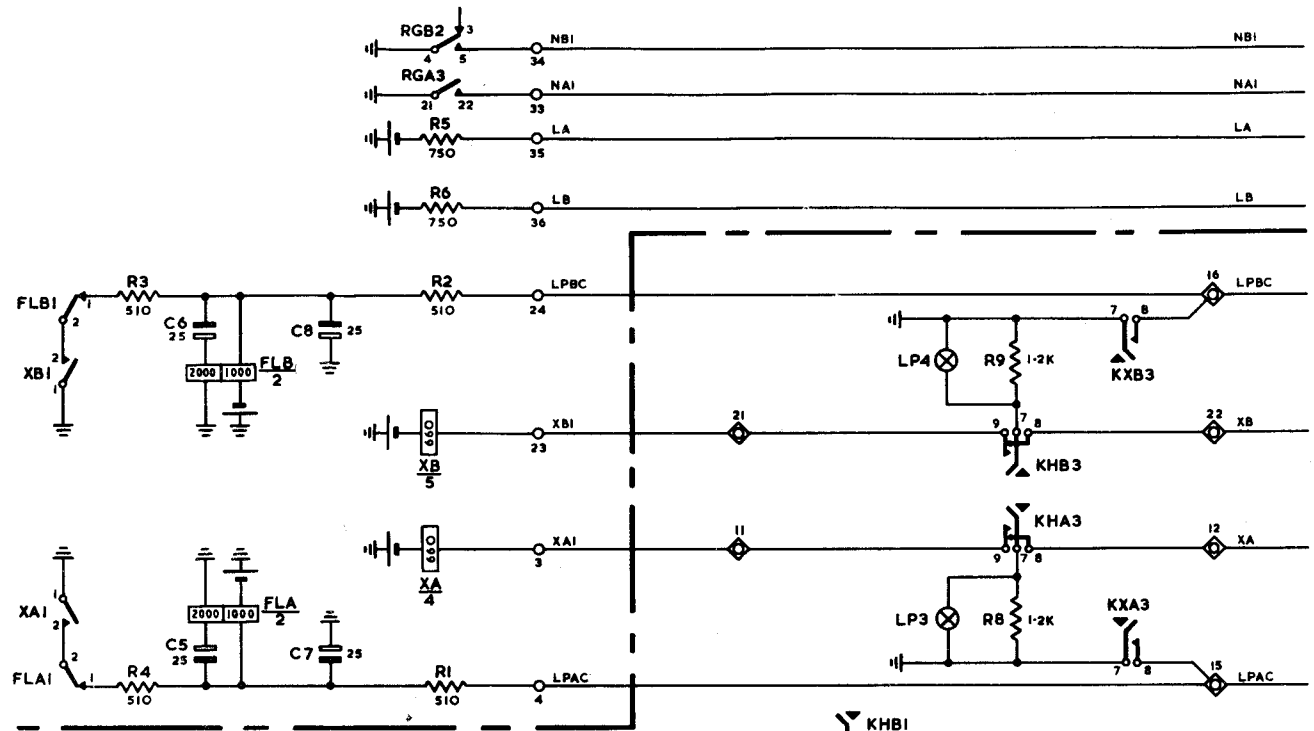 RGB2 3 NB1 NB1
4 5 34
RGA3 NA1 NA1
21 22 33
R5 LA LA
750 35
R6 LB LB
750 36
R3 R2 LPBC 16 LPBC
FLB1 1 510 510 24
2 C6 25 C8 25 7 8
LP4 R9 1·2K KXB3
2 2000 1000 FLB
XB1 1 2
21 7 22
660 XB1 9 8 XB
23
XB KHB3
5
KHA3
11 12
660 XA1 9 7 8 XA
3
1 XA
XA1 2000 1000 FLA 4
2 2 LP3 R8 1·2K KXA3
C5 25 C7 25
2 7 8
FLA1 1 R4 R1 LPAC 15 LPAC
510 510 4
KHB1